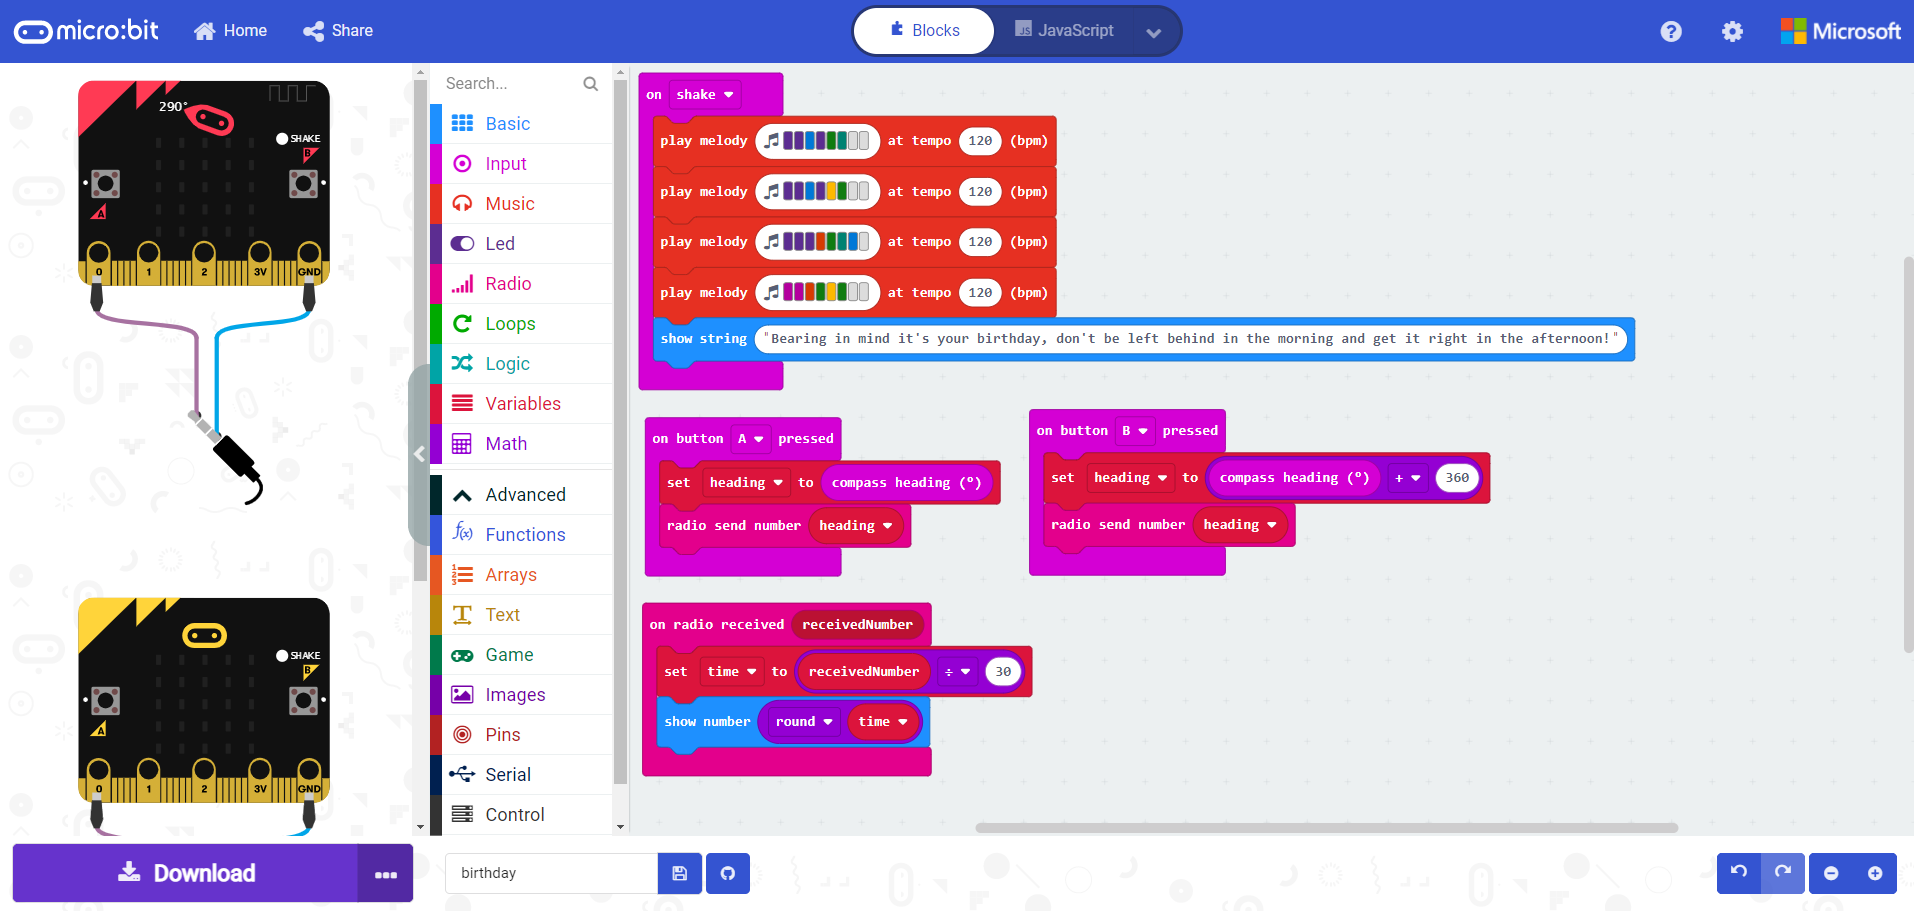 micro:bit Home Share Blocks JS JavaScript ? Microsoft
290°
SHAKE
B
A
0 1 2 3V GND
SHAKE
B
A
0 1 2 3V GND
Download
Search...
Basic
Input
Music
Led
Radio
Loops
Logic
Variables
Math
Advanced
f(x) Functions
Arrays
Text
Game
Images
Pins
Serial
Control
on shake
play melody at tempo 120 (bpm)
play melody at tempo 120 (bpm)
play melody at tempo 120 (bpm)
play melody at tempo 120 (bpm)
show string "Bearing in mind it's your birthday, don't be left behind in the morning and get it right in the afternoon!"
on button A pressed
set heading to compass heading (°)
radio send number heading
on button B pressed
set heading to compass heading (°) + 360
radio send number heading
on radio received receivedNumber
set time to receivedNumber ÷ 30
show number round time
birthday